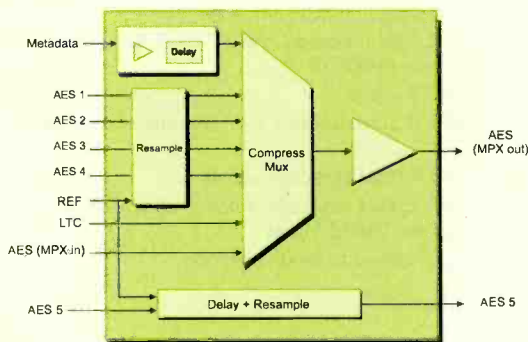 Metadata
Delay
AES 1
AES 2
AES 3
AES 4
Resample
REF
LTC
AES (MPX in)
Compress
Mux
AES
(MPX out)
AES 5
Delay + Resample
AES 5